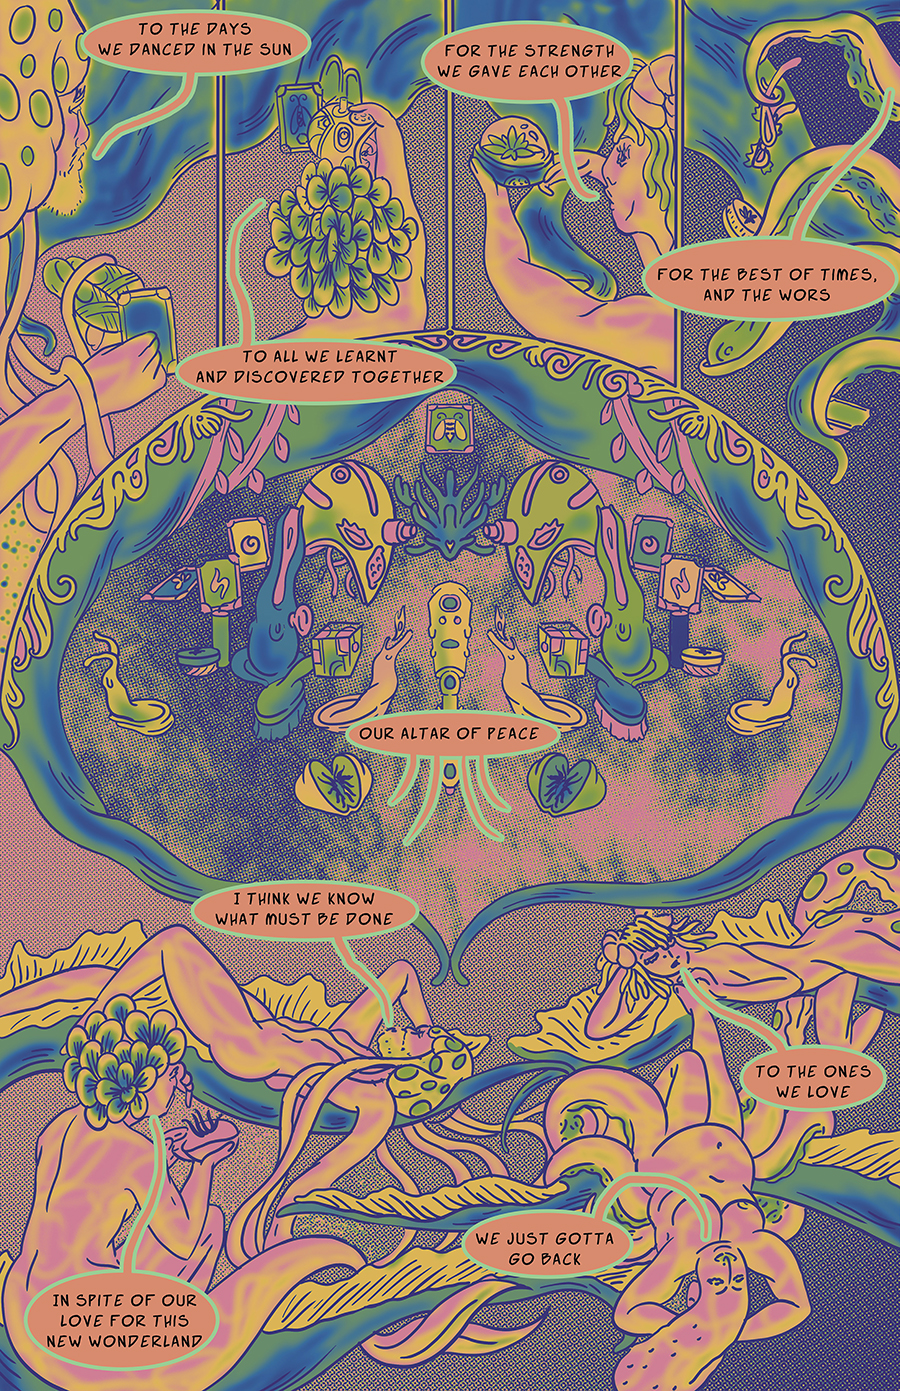 TO THE DAYS
WE DANCED IN THE SUN
TO ALL WE LEARNT
AND DISCOVERED TOGETHER
FOR THE STRENGTH
WE GAVE EACH OTHER
FOR THE BEST OF TIMES,
AND THE WORS
OUR ALTAR OF PEACE
I THINK WE KNOW
WHAT MUST BE DONE
TO THE ONES
WE LOVE
WE JUST GOTTA
GO BACK
IN SPITE OF OUR
LOVE FOR THIS
NEW WONDERLAND